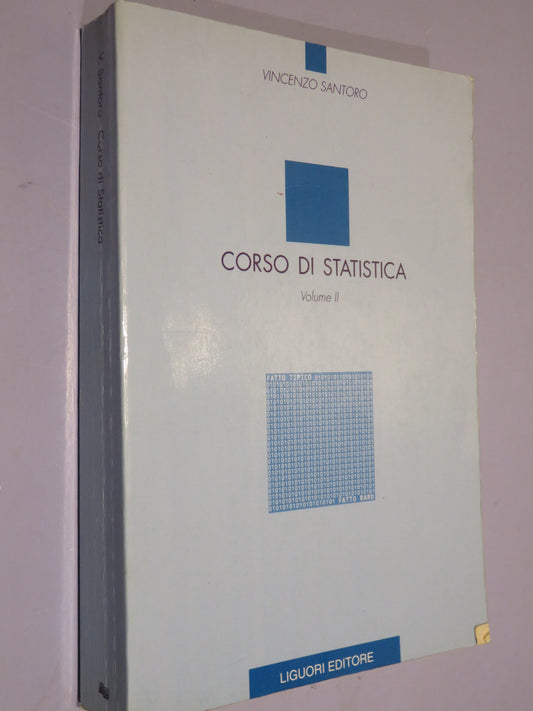 VINCENZO SANTORO
CORSO DI STATISTICA
Volume II
FATTO TIPICO
FATTO RARO
LIGUORI EDITORE
V. Santoro Corso di Statistica